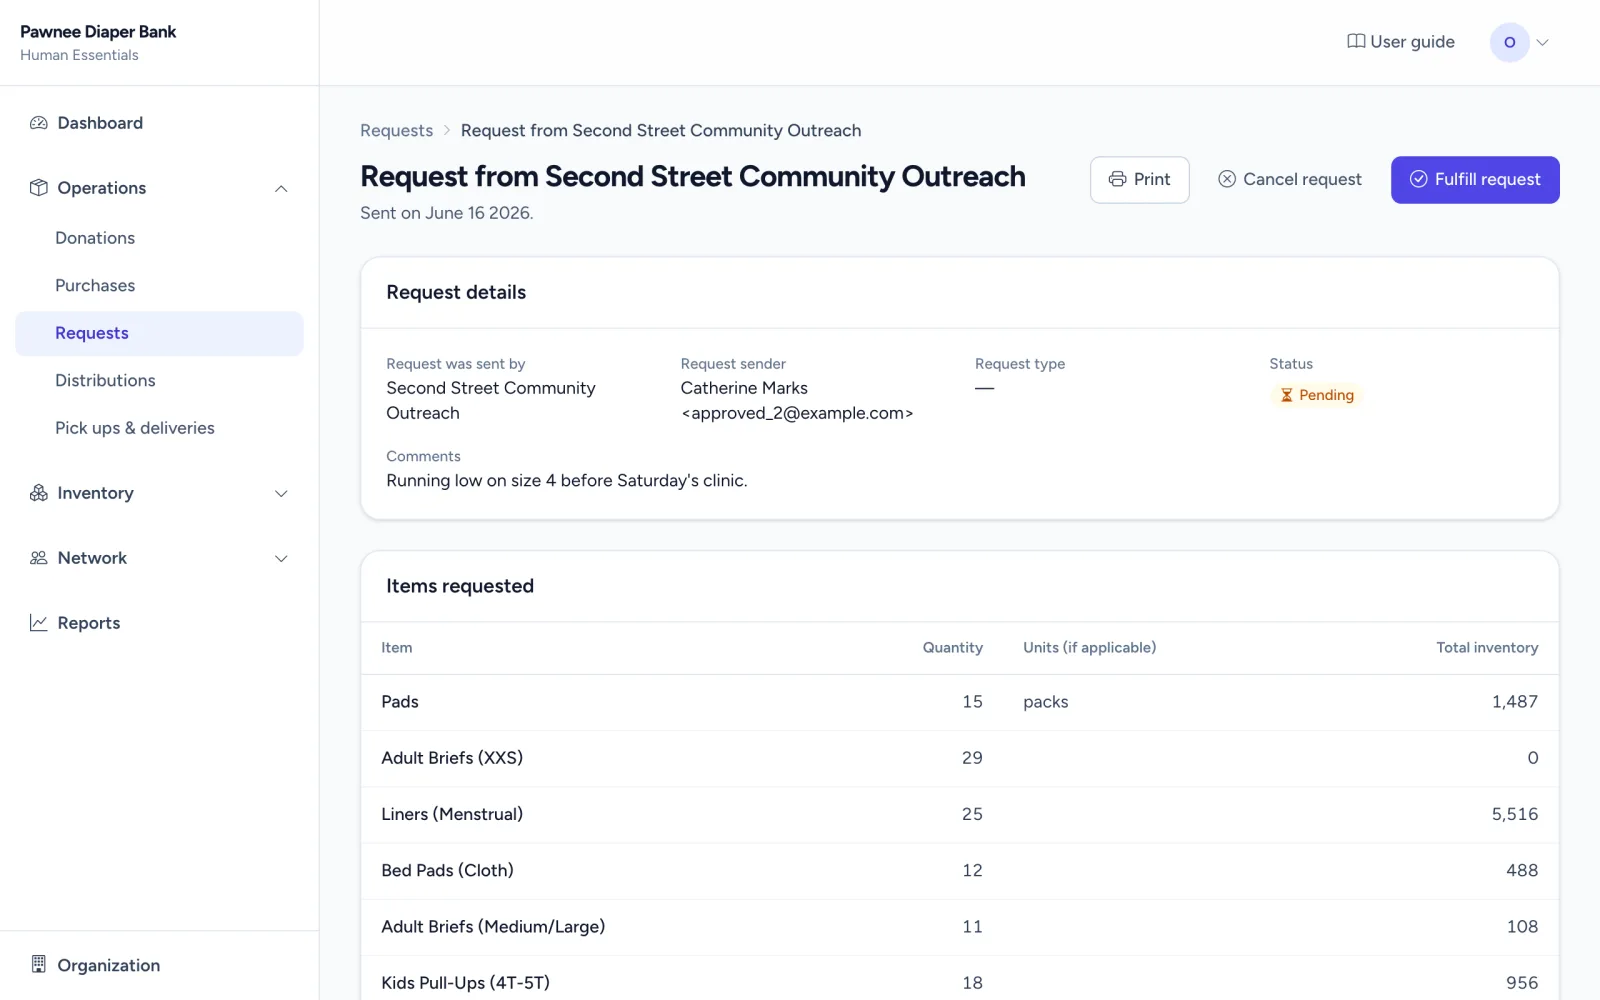 Pawnee Diaper Bank
Human Essentials
User guide
O
Dashboard
Operations
Donations
Purchases
Requests
Distributions
Pick ups & deliveries
Inventory
Network
Reports
Organization
Requests > Request from Second Street Community Outreach
Request from Second Street Community Outreach
Sent on June 16 2026.
Print
Cancel request
Fulfill request
Request details
Request was sent by
Second Street Community
Outreach
Request sender
Catherine Marks
<approved_2@example.com>
Request type
—
Status
Pending
Comments
Running low on size 4 before Saturday's clinic.
Items requested
Item Quantity Units (if applicable) Total inventory
Pads 15 packs 1,487
Adult Briefs (XXS) 29 0
Liners (Menstrual) 25 5,516
Bed Pads (Cloth) 12 488
Adult Briefs (Medium/Large) 11 108
Kids Pull-Ups (4T-5T) 18 956